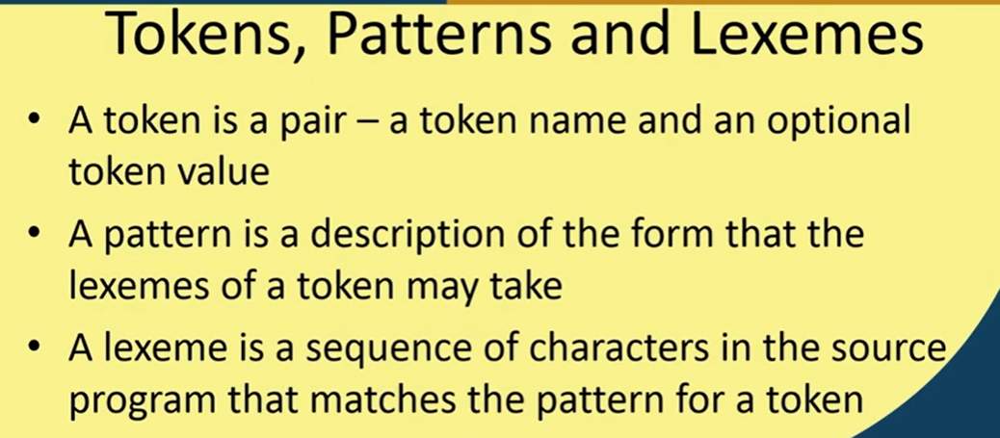 Tokens, Patterns and Lexemes
• A token is a pair – a token name and an optional
token value
• A pattern is a description of the form that the
lexemes of a token may take
• A lexeme is a sequence of characters in the source
program that matches the pattern for a token